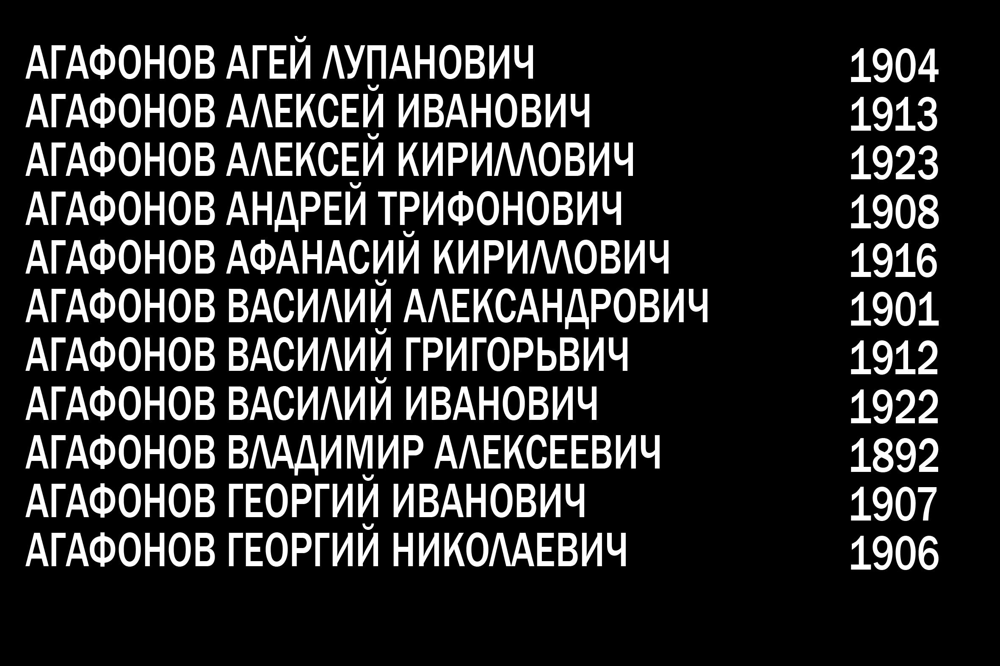 АГАФОНОВ АГЕЙ ЛУПАНОВИЧ 1904
АГАФОНОВ АЛЕКСЕЙ ИВАНОВИЧ 1913
АГАФОНОВ АЛЕКСЕЙ КИРИЛЛОВИЧ 1923
АГАФОНОВ АНДРЕЙ ТРИФОНОВИЧ 1908
АГАФОНОВ АФАНАСИЙ КИРИЛЛОВИЧ 1916
АГАФОНОВ ВАСИЛИЙ АЛЕКСАНДРОВИЧ 1901
АГАФОНОВ ВАСИЛИЙ ГРИГОРЬВИЧ 1912
АГАФОНОВ ВАСИЛИЙ ИВАНОВИЧ 1922
АГАФОНОВ ВЛАДИМИР АЛЕКСЕЕВИЧ 1892
АГАФОНОВ ГЕОРГИЙ ИВАНОВИЧ 1907
АГАФОНОВ ГЕОРГИЙ НИКОЛАЕВИЧ 1906